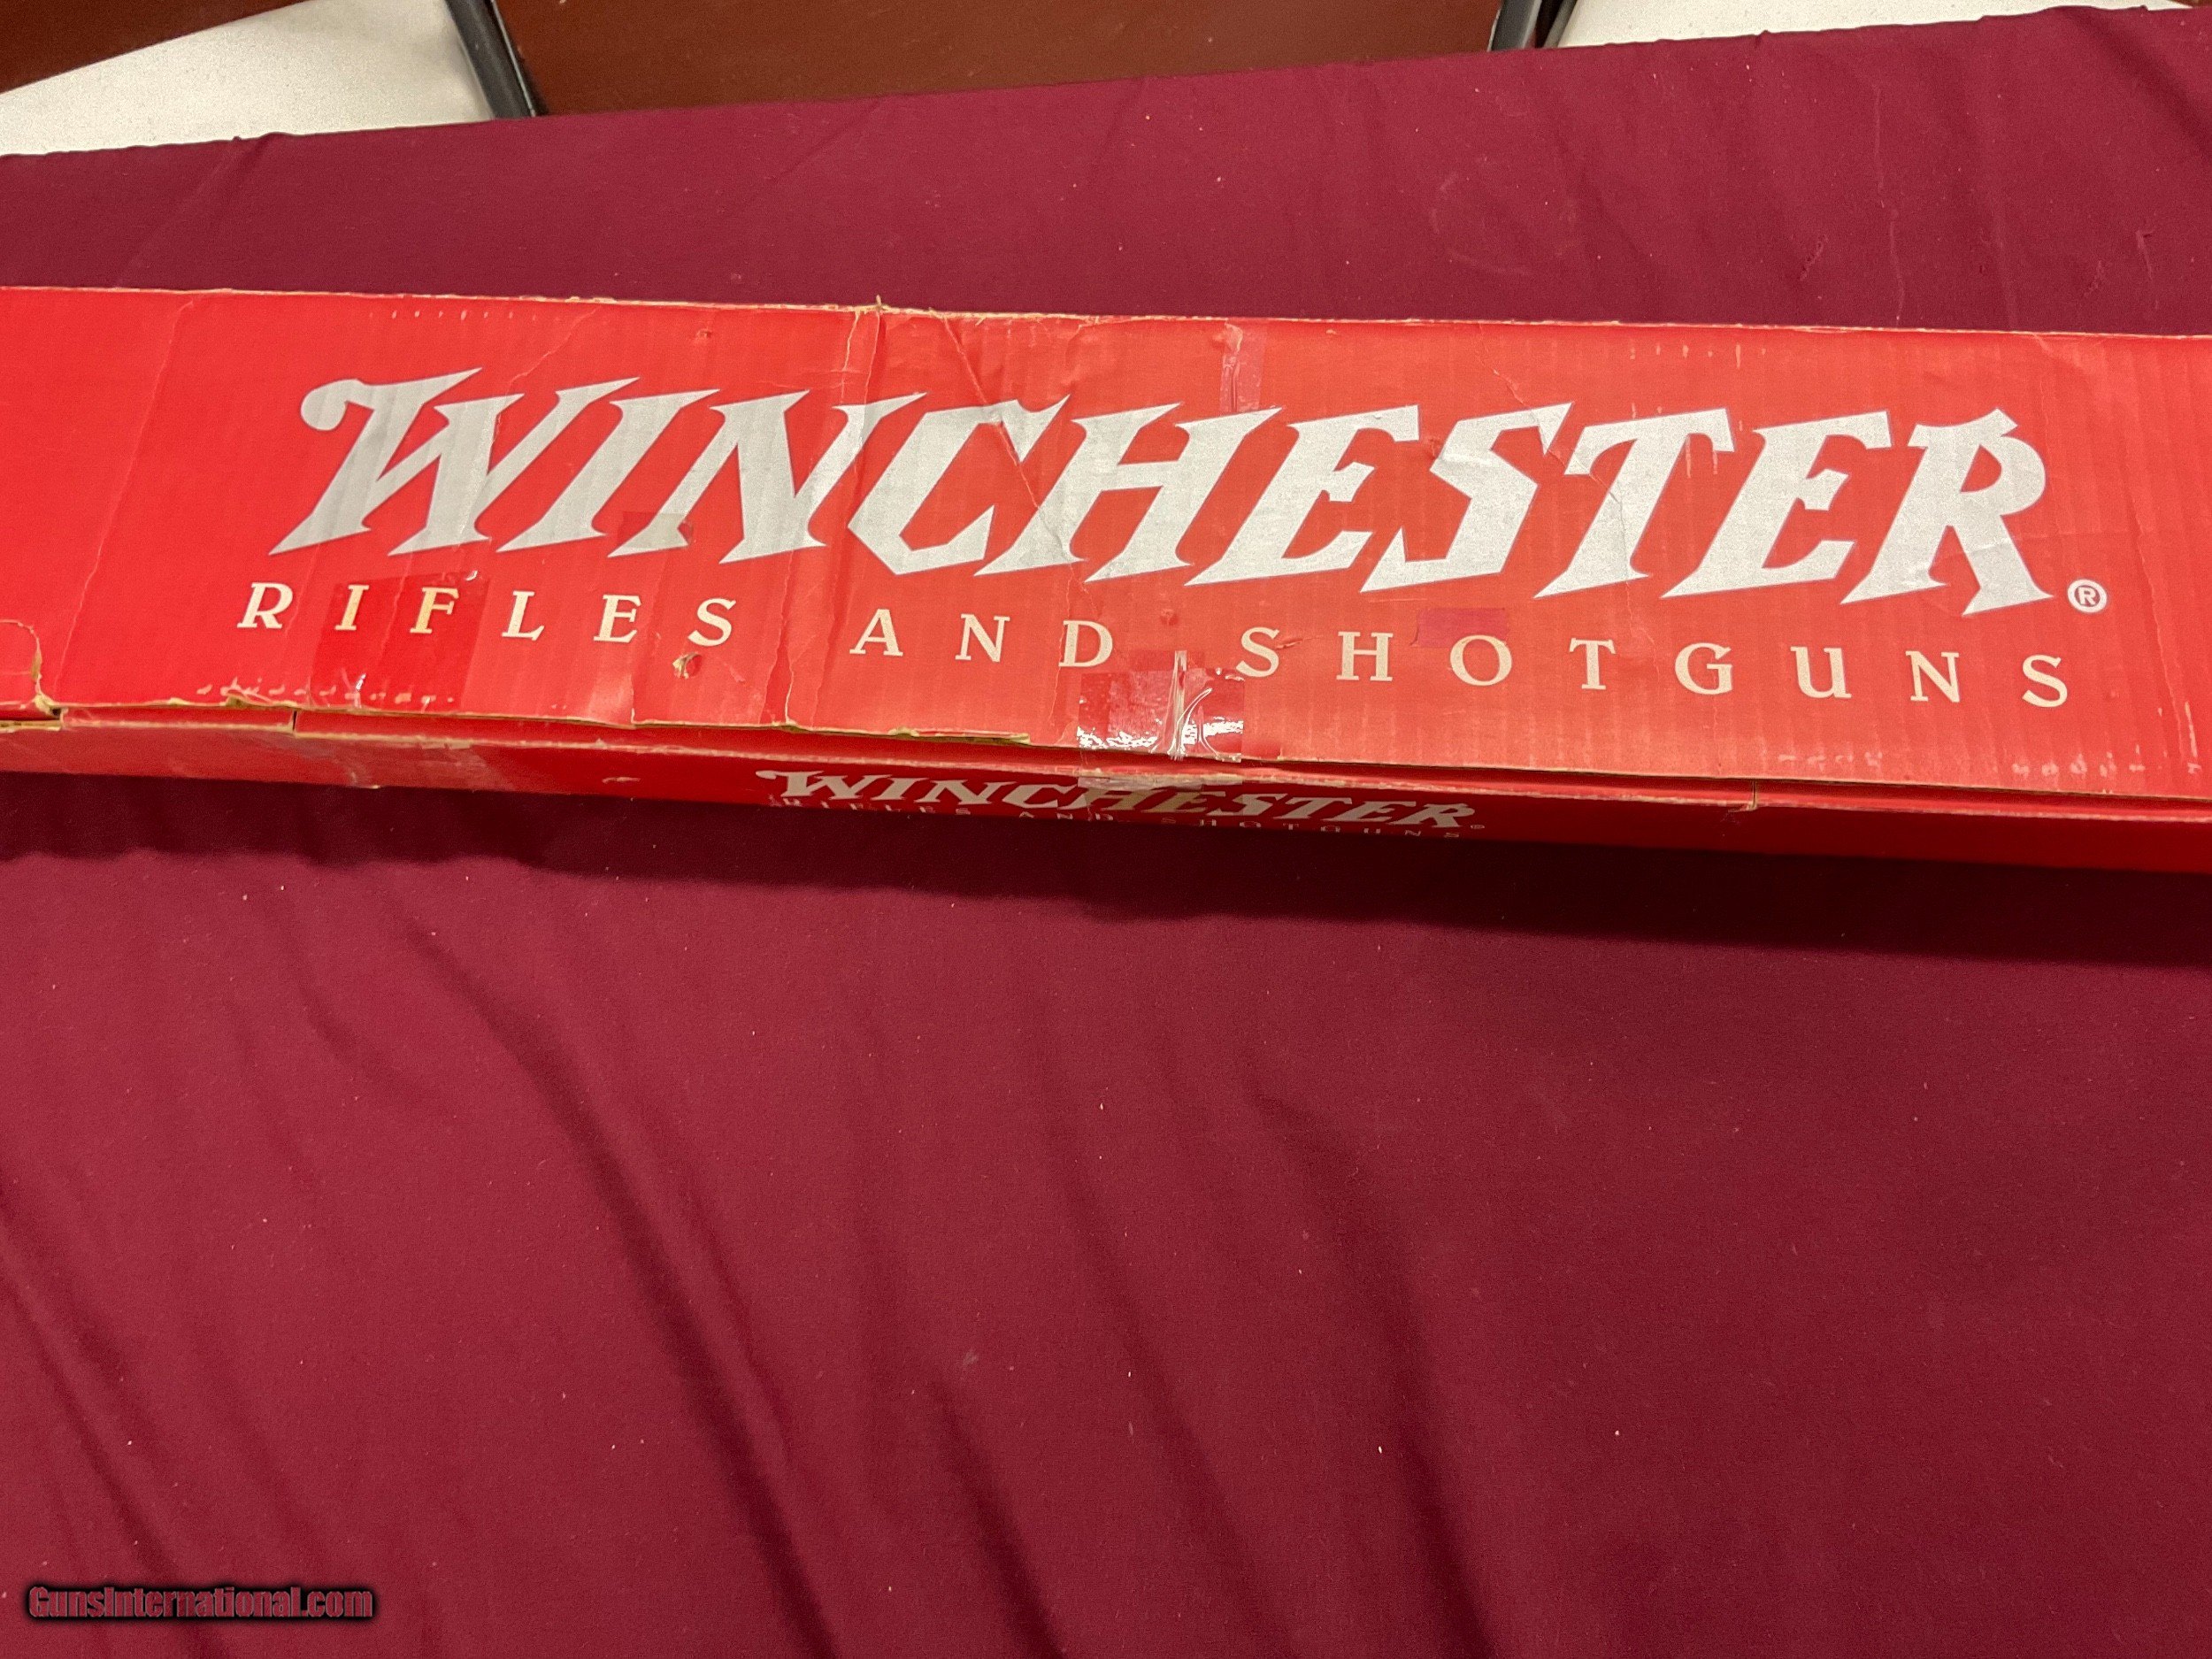 WINCHESTER®
RIFLES AND SHOTGUNS
WINCHESTER®
RIFLES AND SHOTGUNS
GunsInternational.com